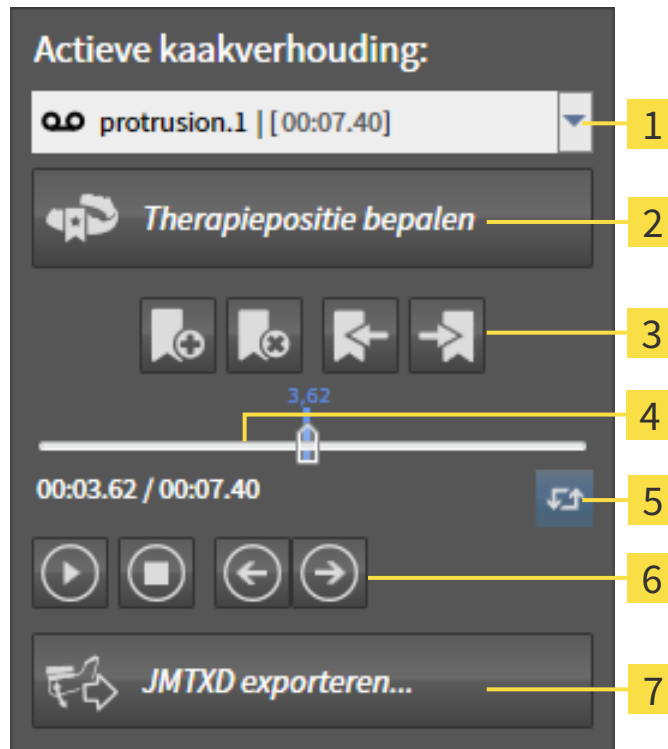 Actieve kaakverhouding:
protrusion.1 | [00:07.40]
1
Therapiepositie bepalen
2
3
3,62
4
00:03.62 / 00:07.40
5
6
JMTXD exporteren...
7